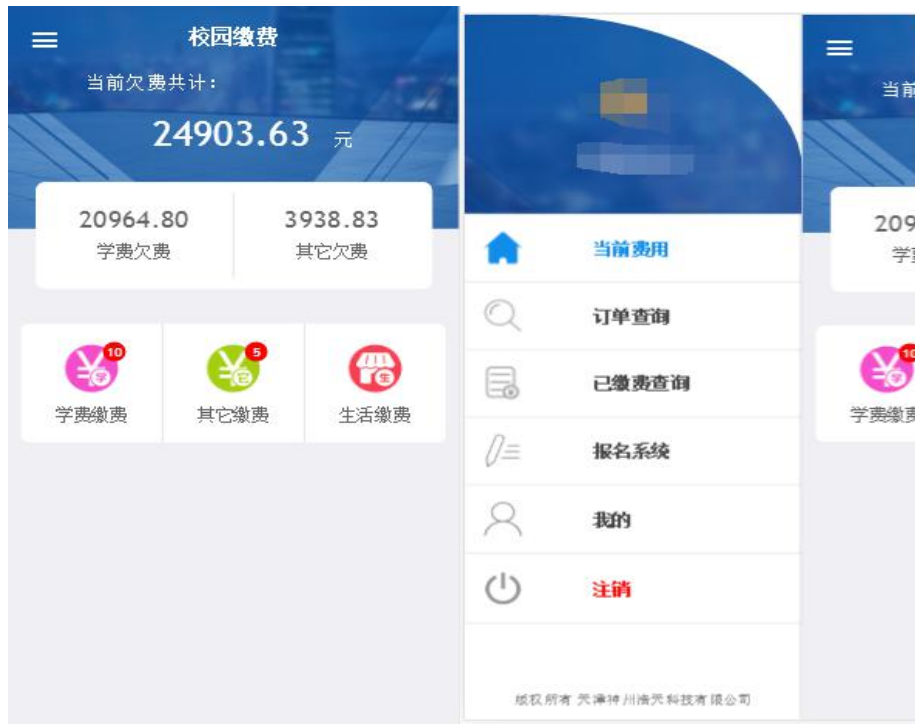 校园缴费
当前欠费共计：
24903.63 元
20964.80
学费欠费
3938.83
其它欠费
10
学
学费缴费
5
它
其它缴费
生
生活缴费
当前费用
订单查询
已缴费查询
报名系统
我的
注销
版权所有 天津神州浩天科技有限公司
当前
209
学
10
学
学费缴费